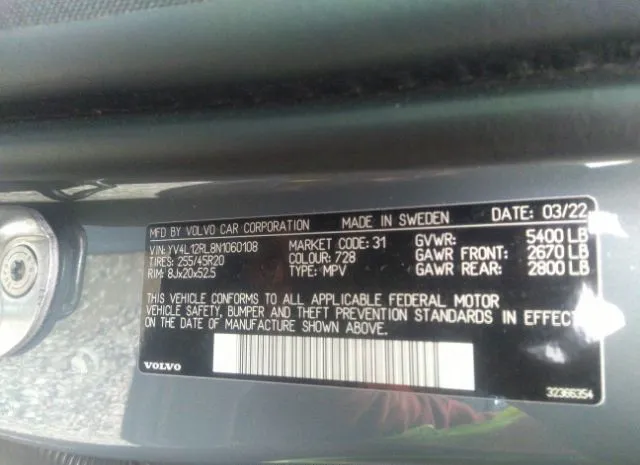 MFD BY VOLVO CAR CORPORATION MADE IN SWEDEN DATE: 03/22
VIN: YV4L12RL8N1060108 MARKET CODE: 31 GVWR: 5400 LB
TIRES: 255/45R20 COLOUR: 728 GAWR FRONT: 2670 LB
RIM: 8Jx20x52.5 TYPE: MPV GAWR REAR: 2800 LB
THIS VEHICLE CONFORMS TO ALL APPLICABLE FEDERAL MOTOR
VEHICLE SAFETY, BUMPER AND THEFT PREVENTION STANDARDS IN EFFECT
ON THE DATE OF MANUFACTURE SHOWN ABOVE.
VOLVO 32366354